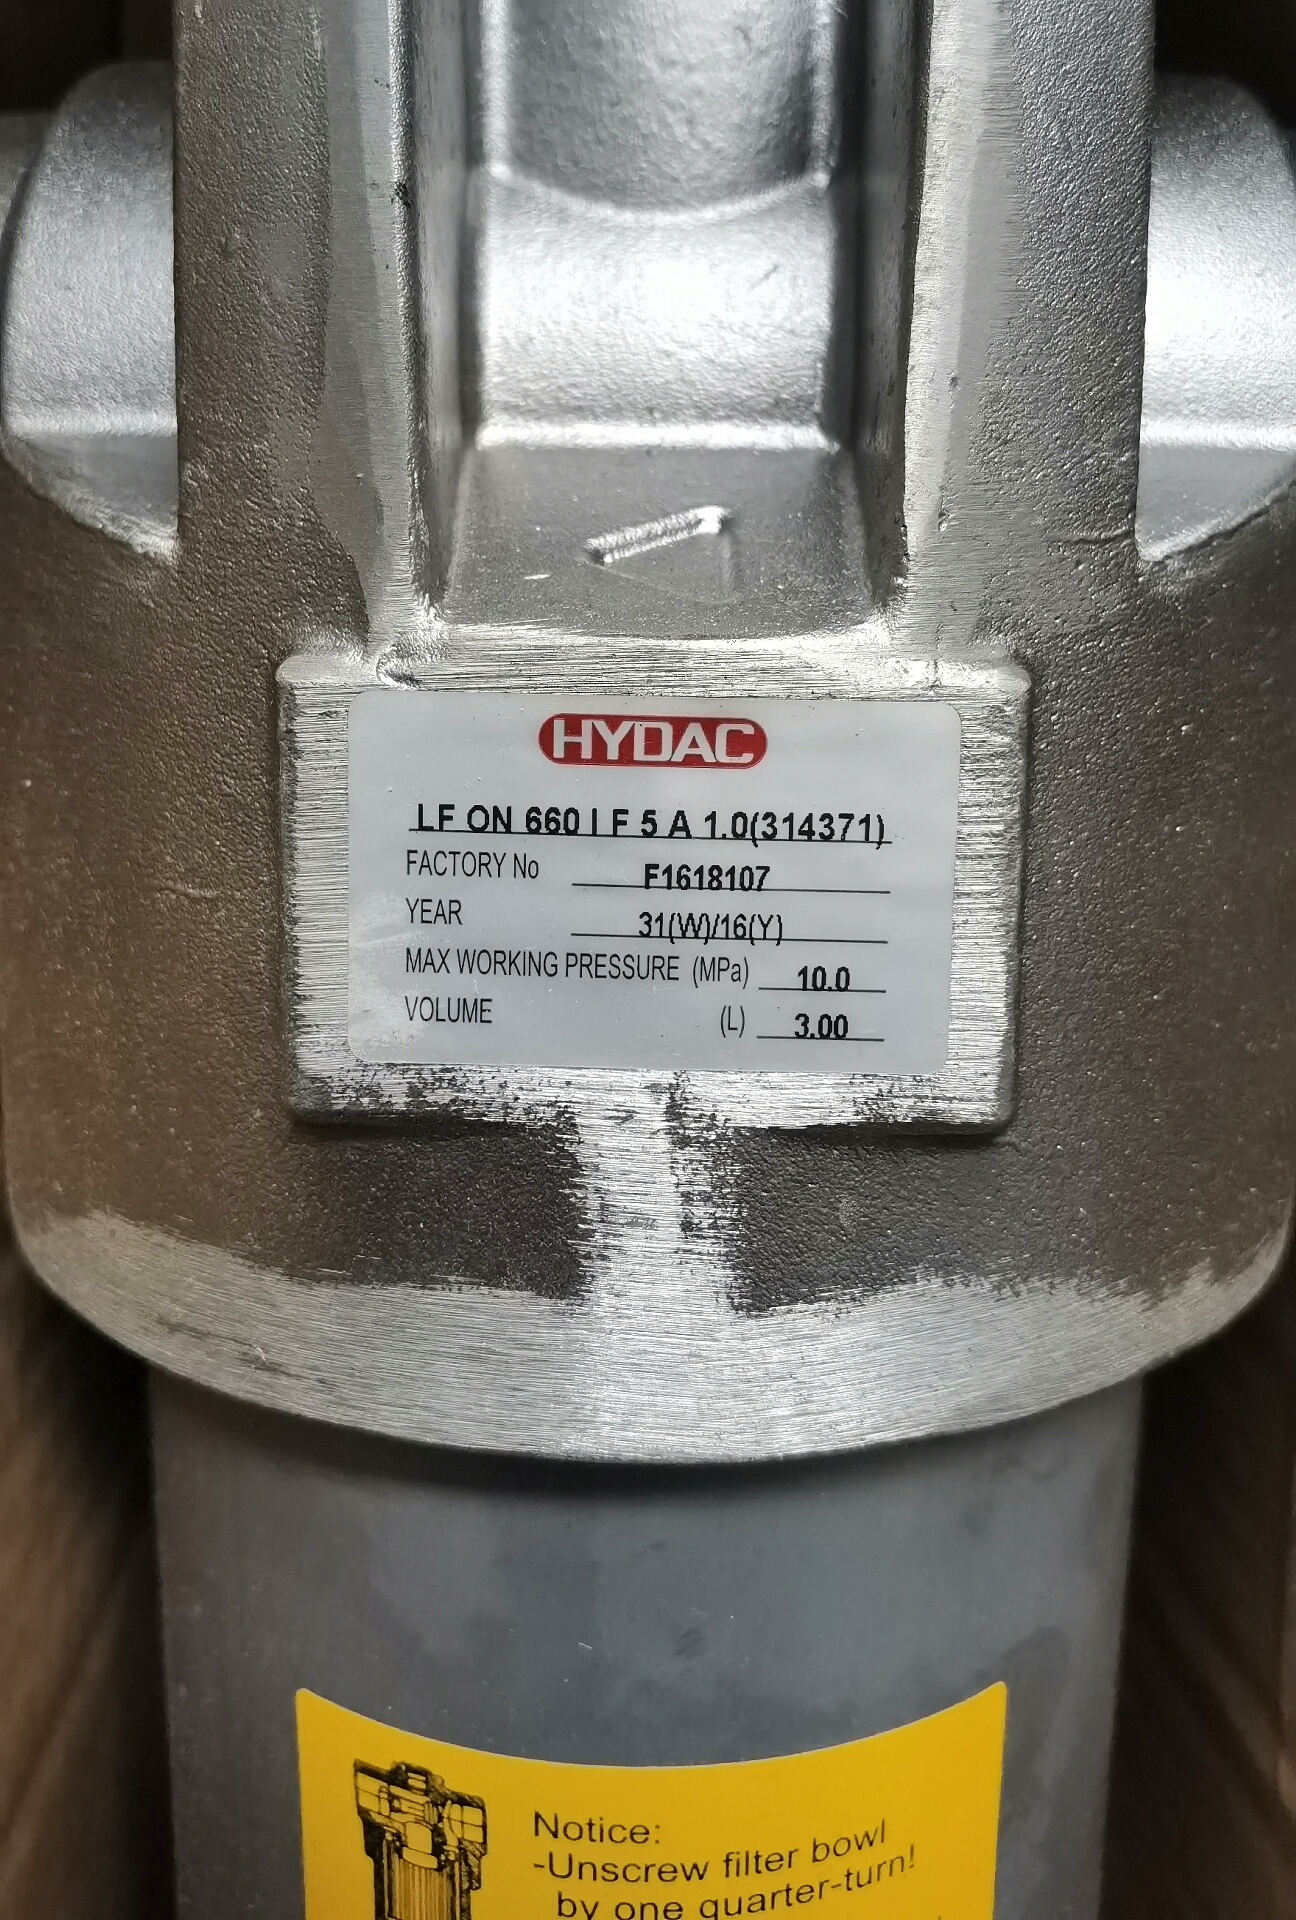 HYDAC
LF ON 660 I F 5 A 1.0(314371)
FACTORY No F1618107
YEAR 31(W)/16(Y)
MAX WORKING PRESSURE (MPa) 10.0
VOLUME (L) 3.00
Notice:
-Unscrew filter bowl
by one quarter-turn!